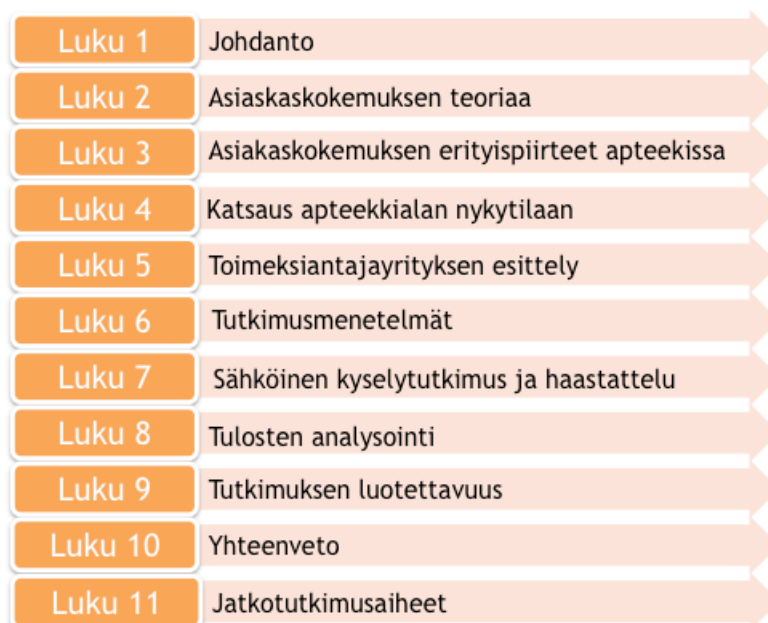 Luku 1 Johdanto
Luku 2 Asiaskaskokemuksen teoriaa
Luku 3 Asiakaskokemuksen erityispiirteet apteekissa
Luku 4 Katsaus apteekkialan nykytilaan
Luku 5 Toimeksiantajayrityksen esittely
Luku 6 Tutkimusmenetelmät
Luku 7 Sähköinen kyselytutkimus ja haastattelu
Luku 8 Tulosten analysointi
Luku 9 Tutkimuksen luotettavuus
Luku 10 Yhteenveto
Luku 11 Jatkotutkimusaiheet